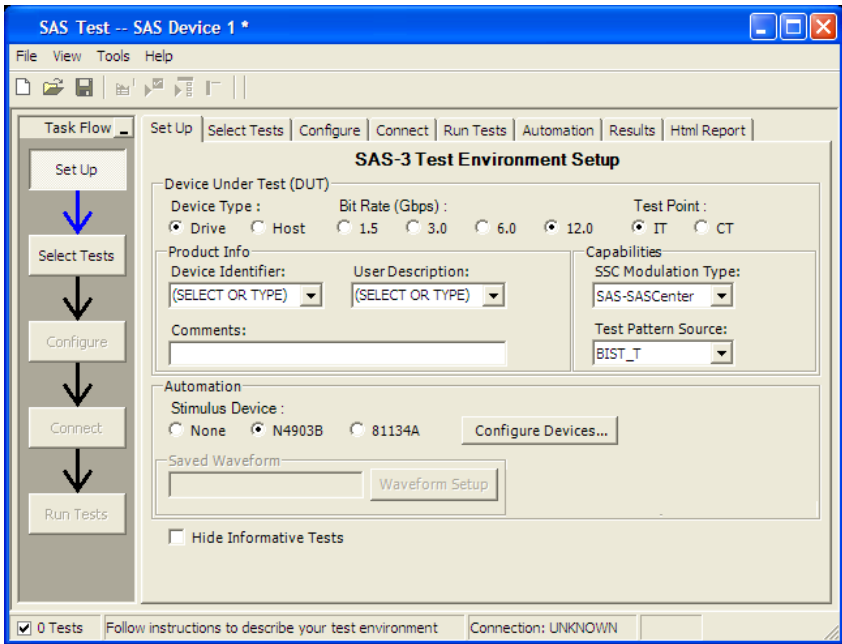 SAS Test -- SAS Device 1 *
File View Tools Help
Task Flow
Set Up
Select Tests
Configure
Connect
Run Tests
Set Up Select Tests Configure Connect Run Tests Automation Results Html Report
SAS-3 Test Environment Setup
Device Under Test (DUT)
Device Type : Bit Rate (Gbps) : Test Point :
Drive Host 1.5 3.0 6.0 12.0 IT CT
Product Info
Device Identifier: User Description:
(SELECT OR TYPE) (SELECT OR TYPE)
Comments:
Capabilities
SSC Modulation Type:
SAS-SASCenter
Test Pattern Source:
BIST_T
Automation
Stimulus Device :
None N4903B 81134A Configure Devices...
Saved Waveform
Waveform Setup
Hide Informative Tests
0 Tests Follow instructions to describe your test environment Connection: UNKNOWN